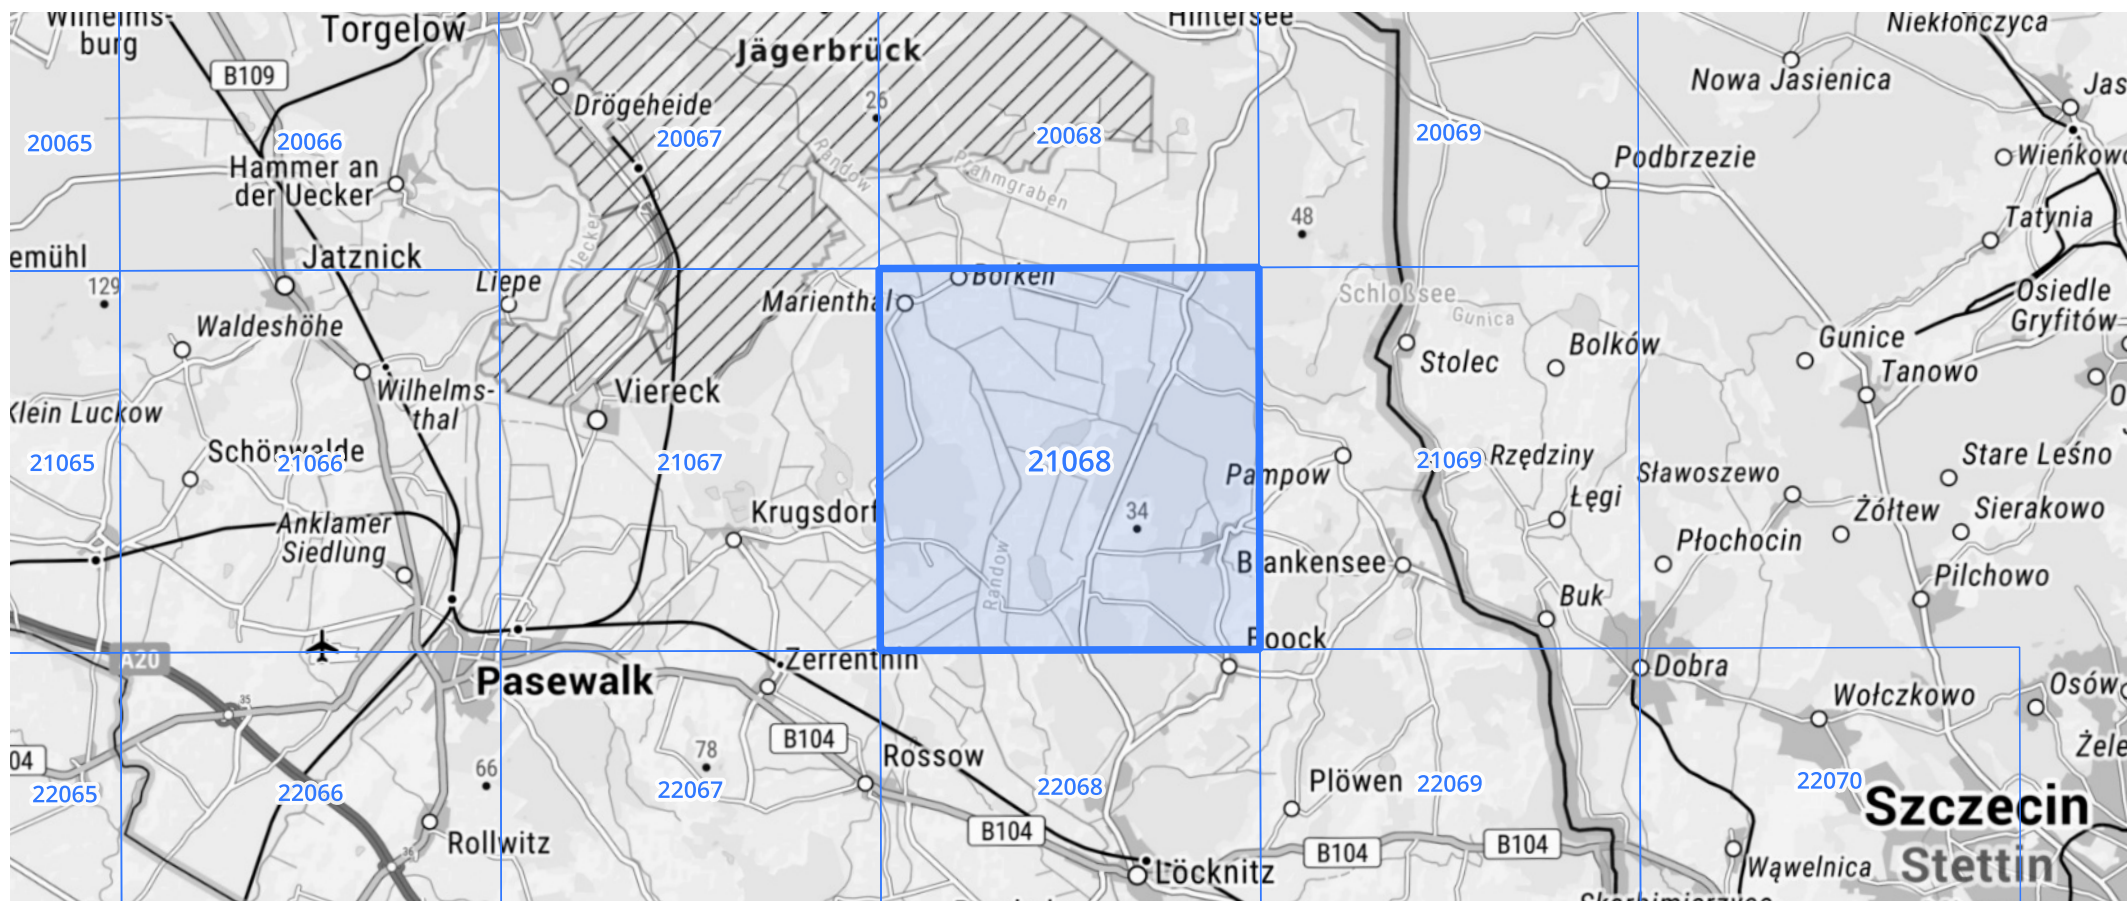 Wilhelms-
burg
Torgelow
Hintersee
Niekłończyca
Jägerbrück
B109
Nowa Jasienica
Jas
Drögeheide
26
20065
20066
20067
20068
20069
Hammer an
der Uecker
Randow
Prahmgraben
Podbrzezie
Wieńkowo
48
Tatynia
Uecker
emühl
Jatznick
129
Liepe
Marienthal
Borken
Schloßsee
Gunica
Osiedle
Gryfitów
Waldeshöhe
Stolec
Bolków
Gunice
Tanowo
Wilhelms-
thal
Viereck
O
Klein Luckow
Schönwalde
21065
21066
21067
21068
21069
Pampow
Rzędziny
Sławoszewo
Stare Leśno
Łęgi
Żółtew
Sierakowo
Krugsdorf
34
Anklamer
Siedlung
Płochocin
Blankensee
Pilchowo
Randow
Buk
Boock
A20
Zerrenthin
Pasewalk
Dobra
Wołczkowo
Osów
35
B104
Rossow
78
66
04
Żele
22065
22066
22067
22068
22069
22070
Plöwen
Szczecin
Stettin
B104
B104
B104
Rollwitz
36
Löcknitz
Wąwelnica
Skarbimierzyce